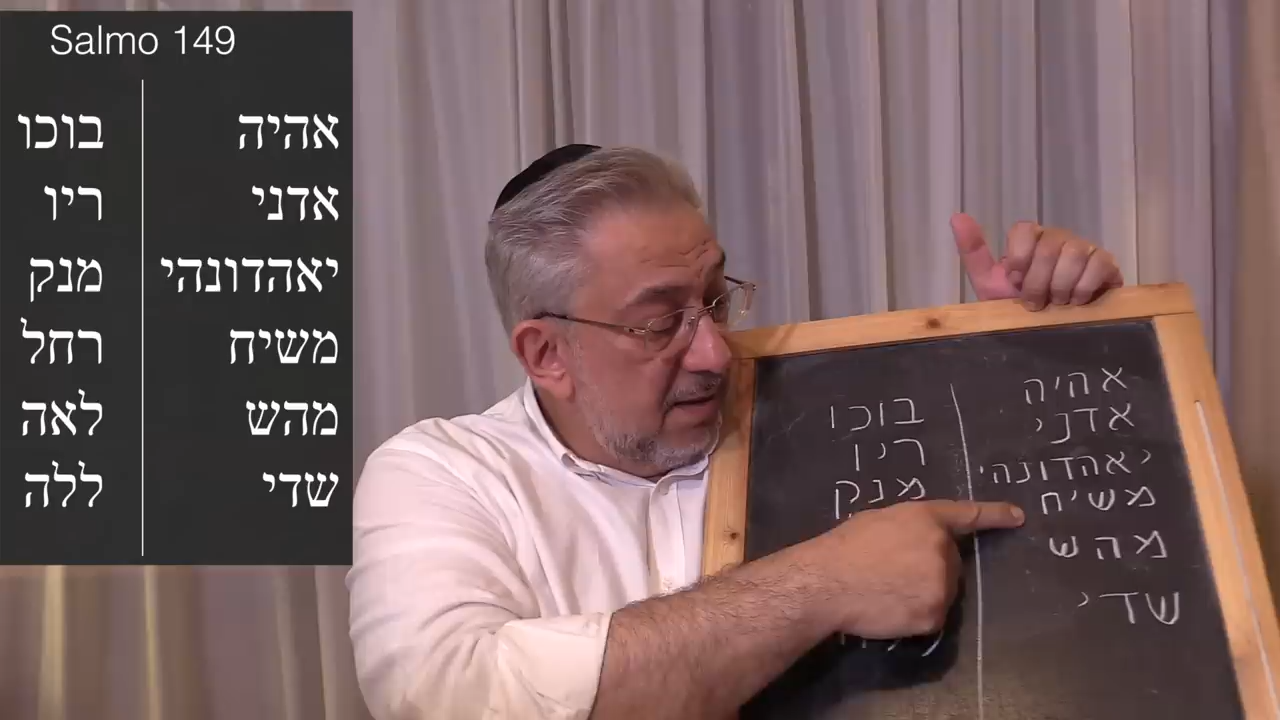 Salmo 149
אהיה בוכו
אדני ריו
יאהדונהי מנק
משיח רחל
מהש לאה
שדי ללה
אהיה בוכו
אדני ריו
יאהדונהי מנק
משיח
מהש
שדי